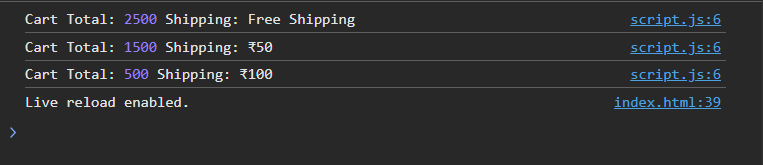 Cart Total: 2500 Shipping: Free Shipping script.js:6
Cart Total: 1500 Shipping: ₹50 script.js:6
Cart Total: 500 Shipping: ₹100 script.js:6
Live reload enabled. index.html:39
>